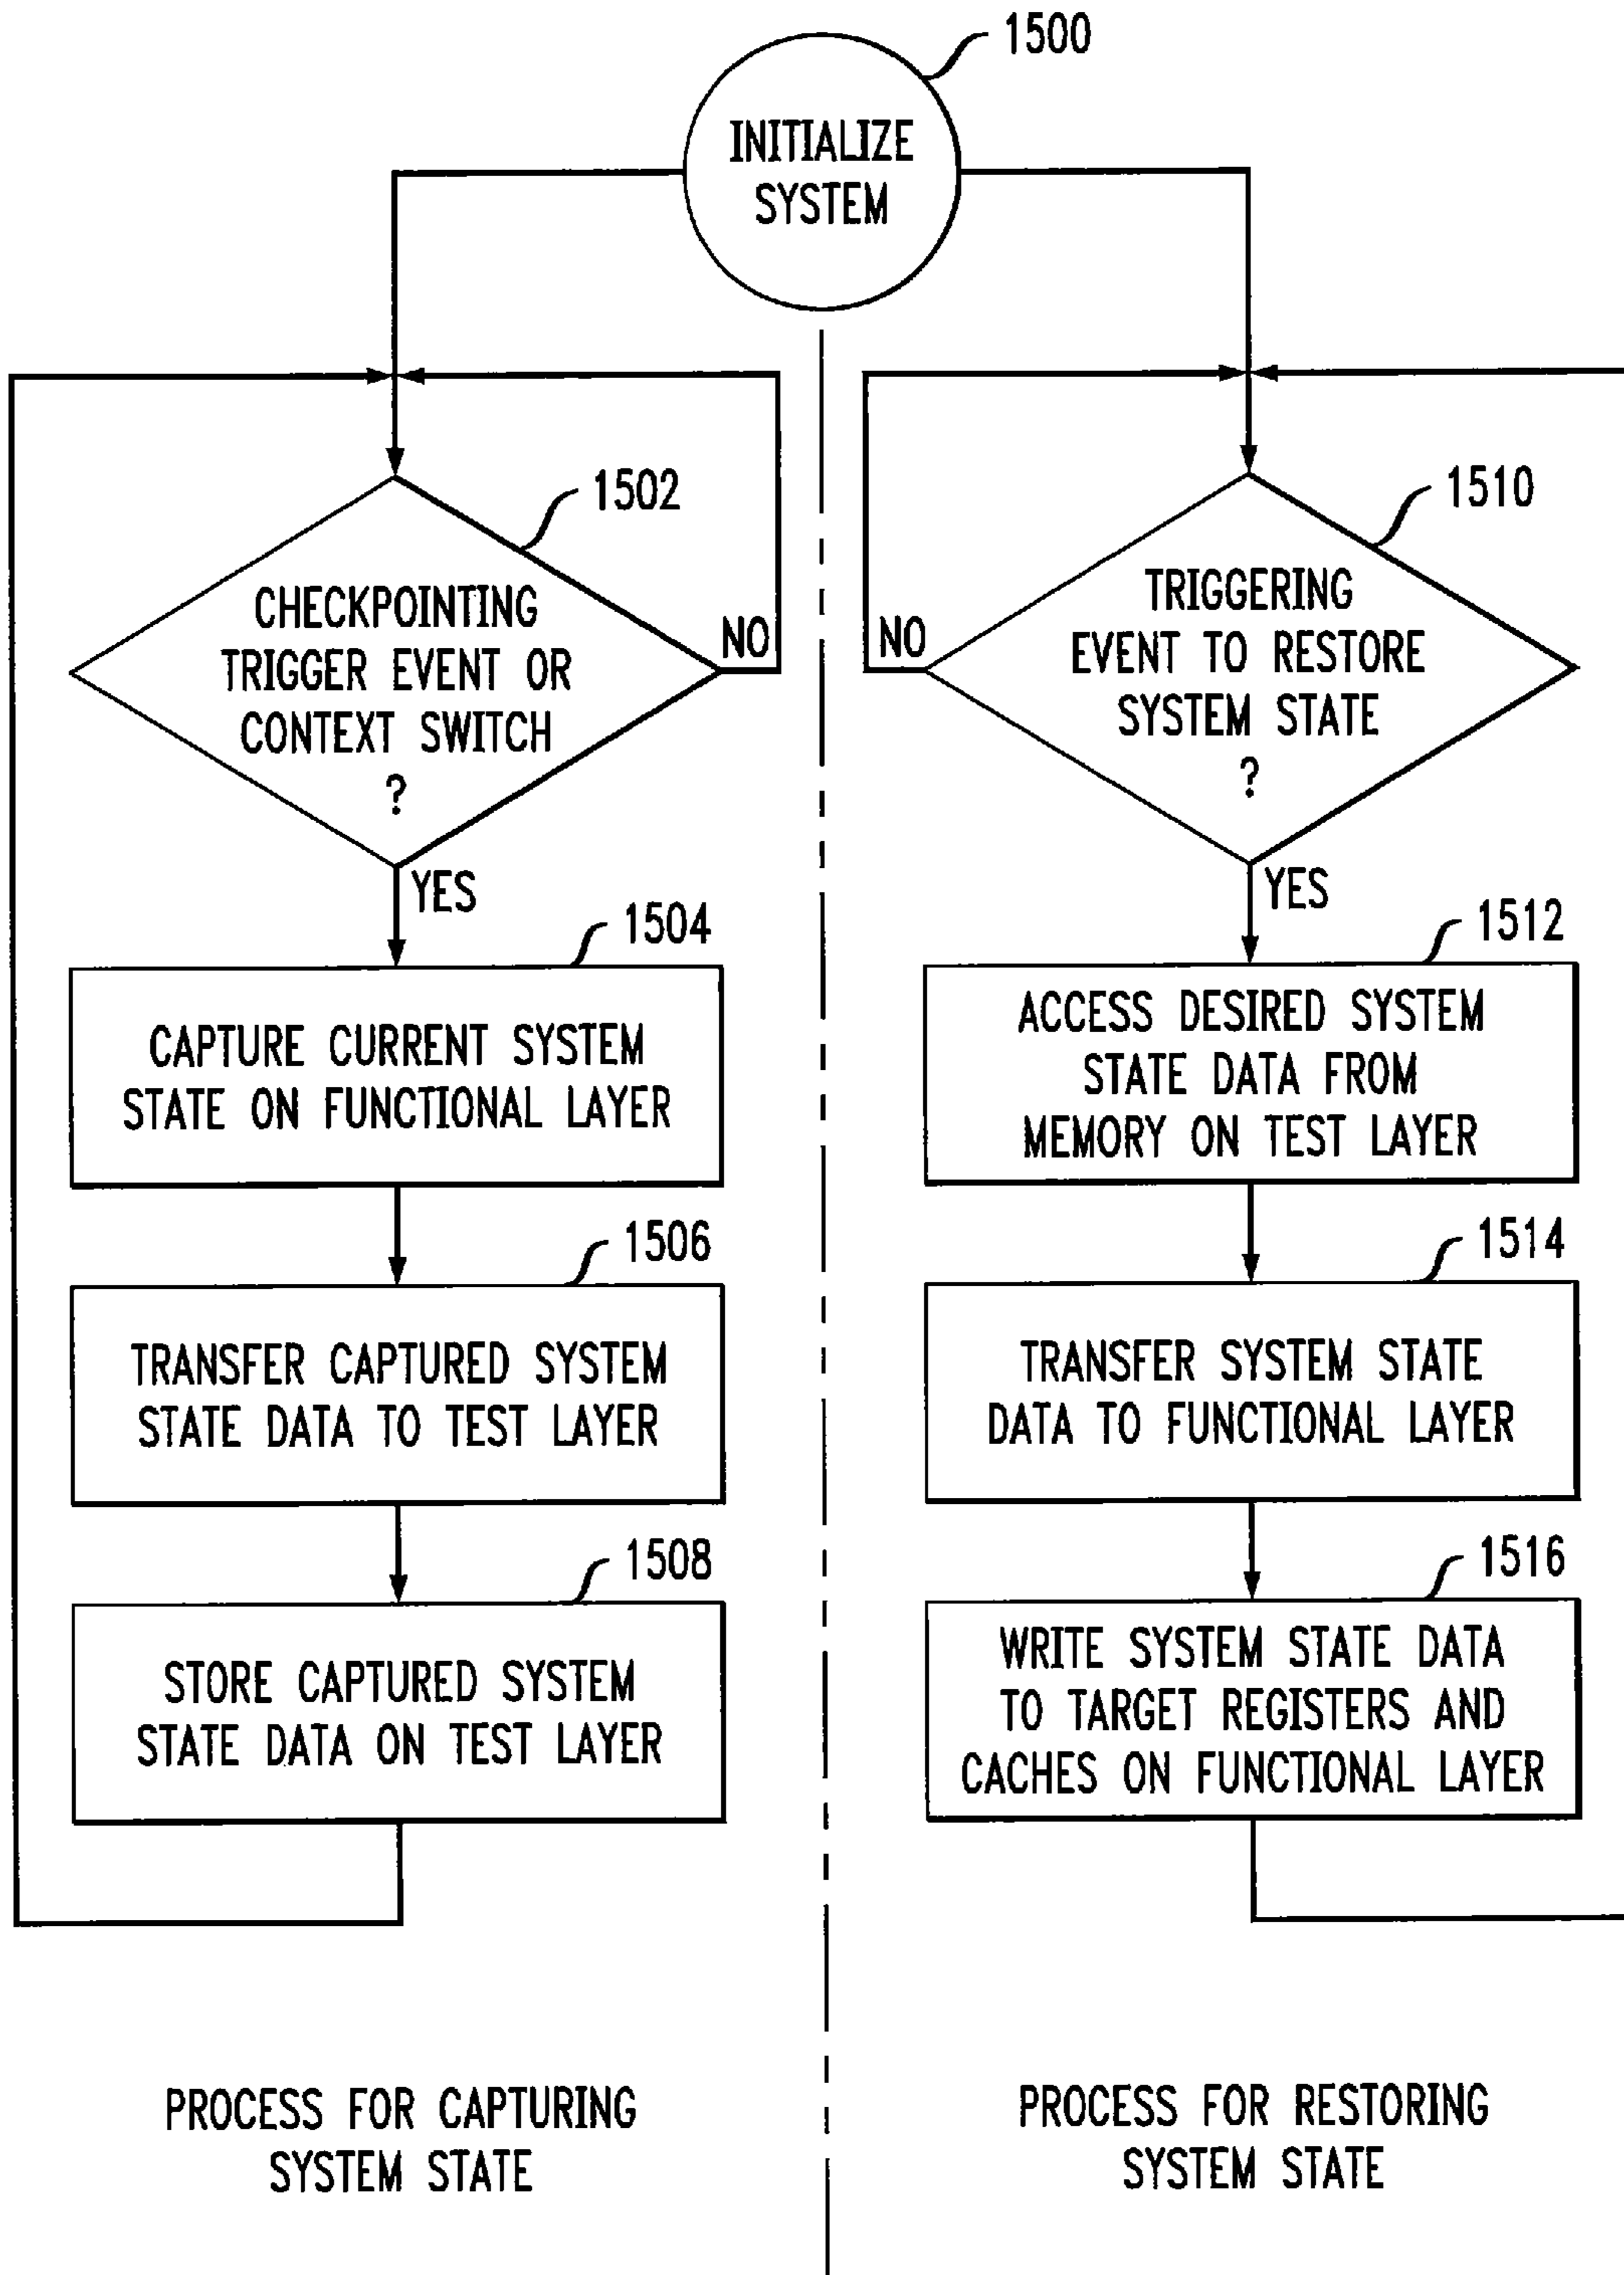 1500
INITIALIZE
SYSTEM
1502
CHECKPOINTING
TRIGGER EVENT OR
CONTEXT SWITCH
?
NO
YES
1504
CAPTURE CURRENT SYSTEM
STATE ON FUNCTIONAL LAYER
1506
TRANSFER CAPTURED SYSTEM
STATE DATA TO TEST LAYER
1508
STORE CAPTURED SYSTEM
STATE DATA ON TEST LAYER
PROCESS FOR CAPTURING
SYSTEM STATE
1510
TRIGGERING
EVENT TO RESTORE
SYSTEM STATE
?
NO
YES
1512
ACCESS DESIRED SYSTEM
STATE DATA FROM
MEMORY ON TEST LAYER
1514
TRANSFER SYSTEM STATE
DATA TO FUNCTIONAL LAYER
1516
WRITE SYSTEM STATE DATA
TO TARGET REGISTERS AND
CACHES ON FUNCTIONAL LAYER
PROCESS FOR RESTORING
SYSTEM STATE